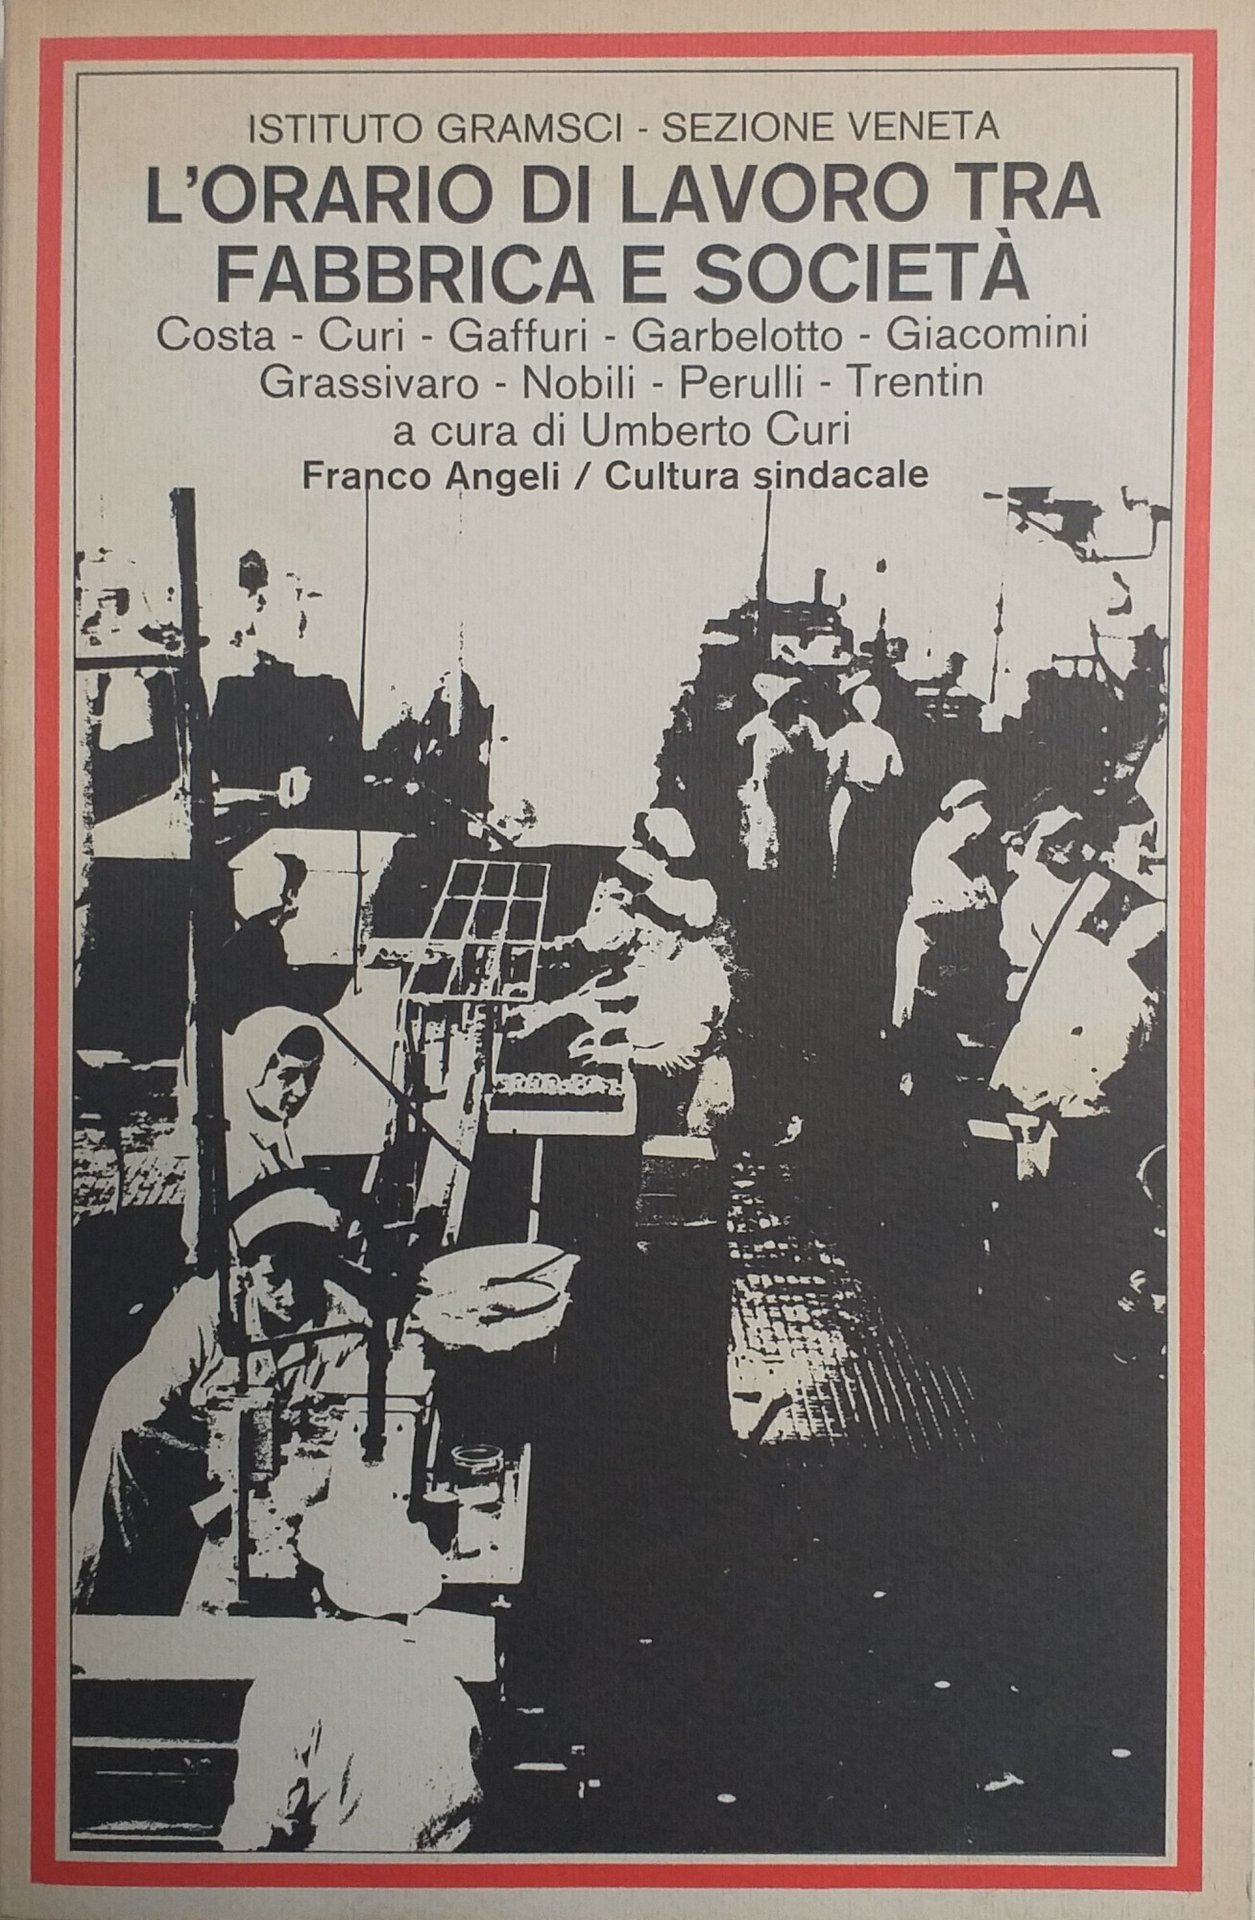 ISTITUTO GRAMSCI - SEZIONE VENETA
L'ORARIO DI LAVORO TRA
FABBRICA E SOCIETÀ
Costa - Curi - Gaffuri - Garbelotto - Giacomini
Grassivaro - Nobili - Perulli - Trentin
a cura di Umberto Curi
Franco Angeli / Cultura sindacale